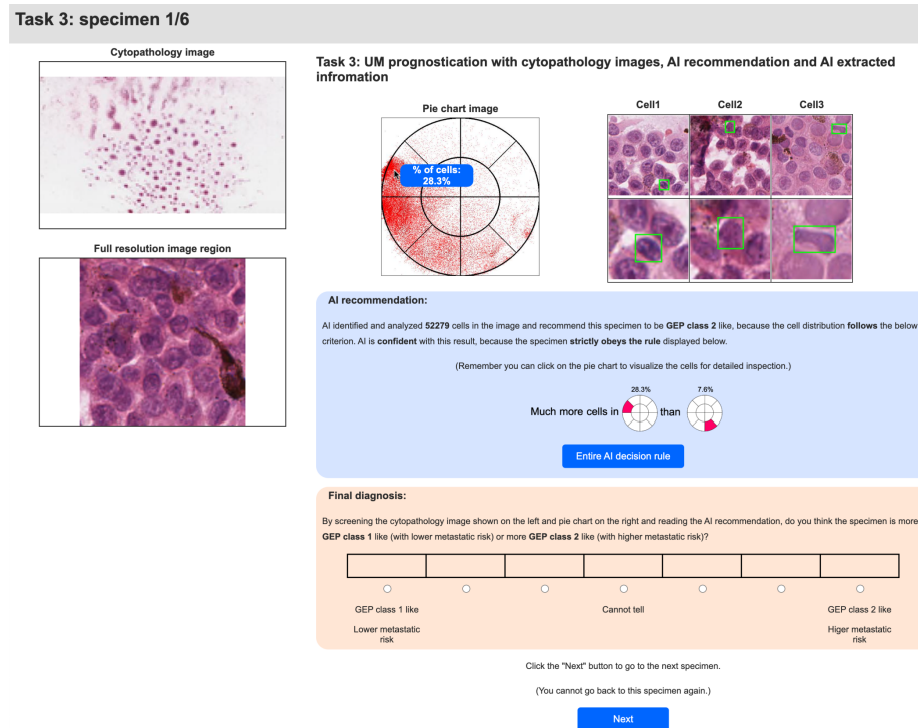 Task 3: specimen 1/6
Cytopathology image
Full resolution image region
Task 3: UM prognostication with cytopathology images, AI recommendation and AI extracted
infromation
Pie chart image
% of cells:
28.3%
Cell1
Cell2
Cell3
AI recommendation:
AI identified and analyzed 52279 cells in the image and recommend this specimen to be GEP class 2 like, because the cell distribution follows the below
criterion. AI is confident with this result, because the specimen strictly obeys the rule displayed below.
(Remember you can click on the pie chart to visualize the cells for detailed inspection.)
28.3%
7.6%
Much more cells in
than
Entire AI decision rule
Final diagnosis:
By screening the cytopathology image shown on the left and pie chart on the right and reading the AI recommendation, do you think the specimen is more
GEP class 1 like (with lower metastatic risk) or more GEP class 2 like (with higher metastatic risk)?
GEP class 1 like
Cannot tell
GEP class 2 like
Lower metastatic
risk
Higer metastatic
risk
Click the "Next" button to go to the next specimen.
(You cannot go back to this specimen again.)
Next